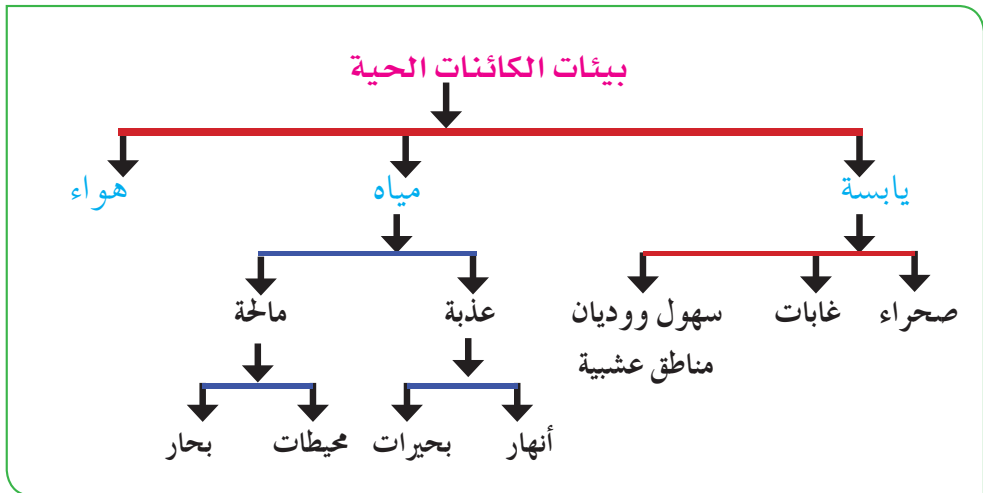 بيئات الكائنات الحية
يابسة مياه هواء
صحراء غابات سهول ووديان عذبة مالحة
مناطق عشبية
أنهار بحيرات محيطات بحار